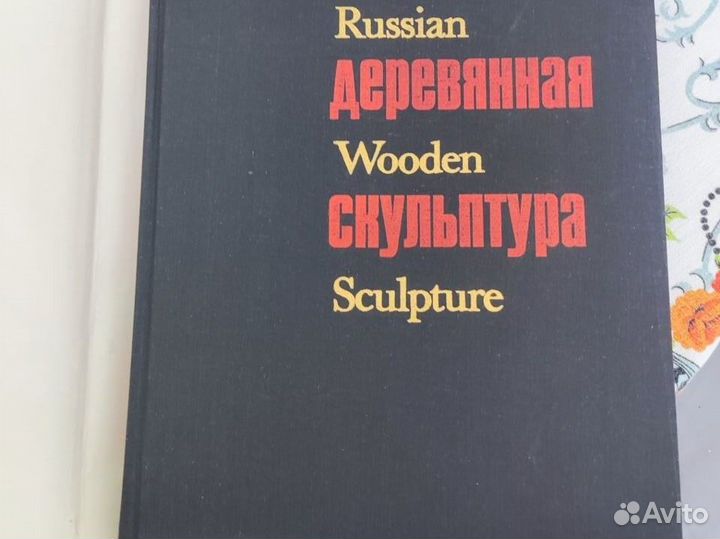 Russian
деревянная
Wooden
скульптура
Sculpture
Avito